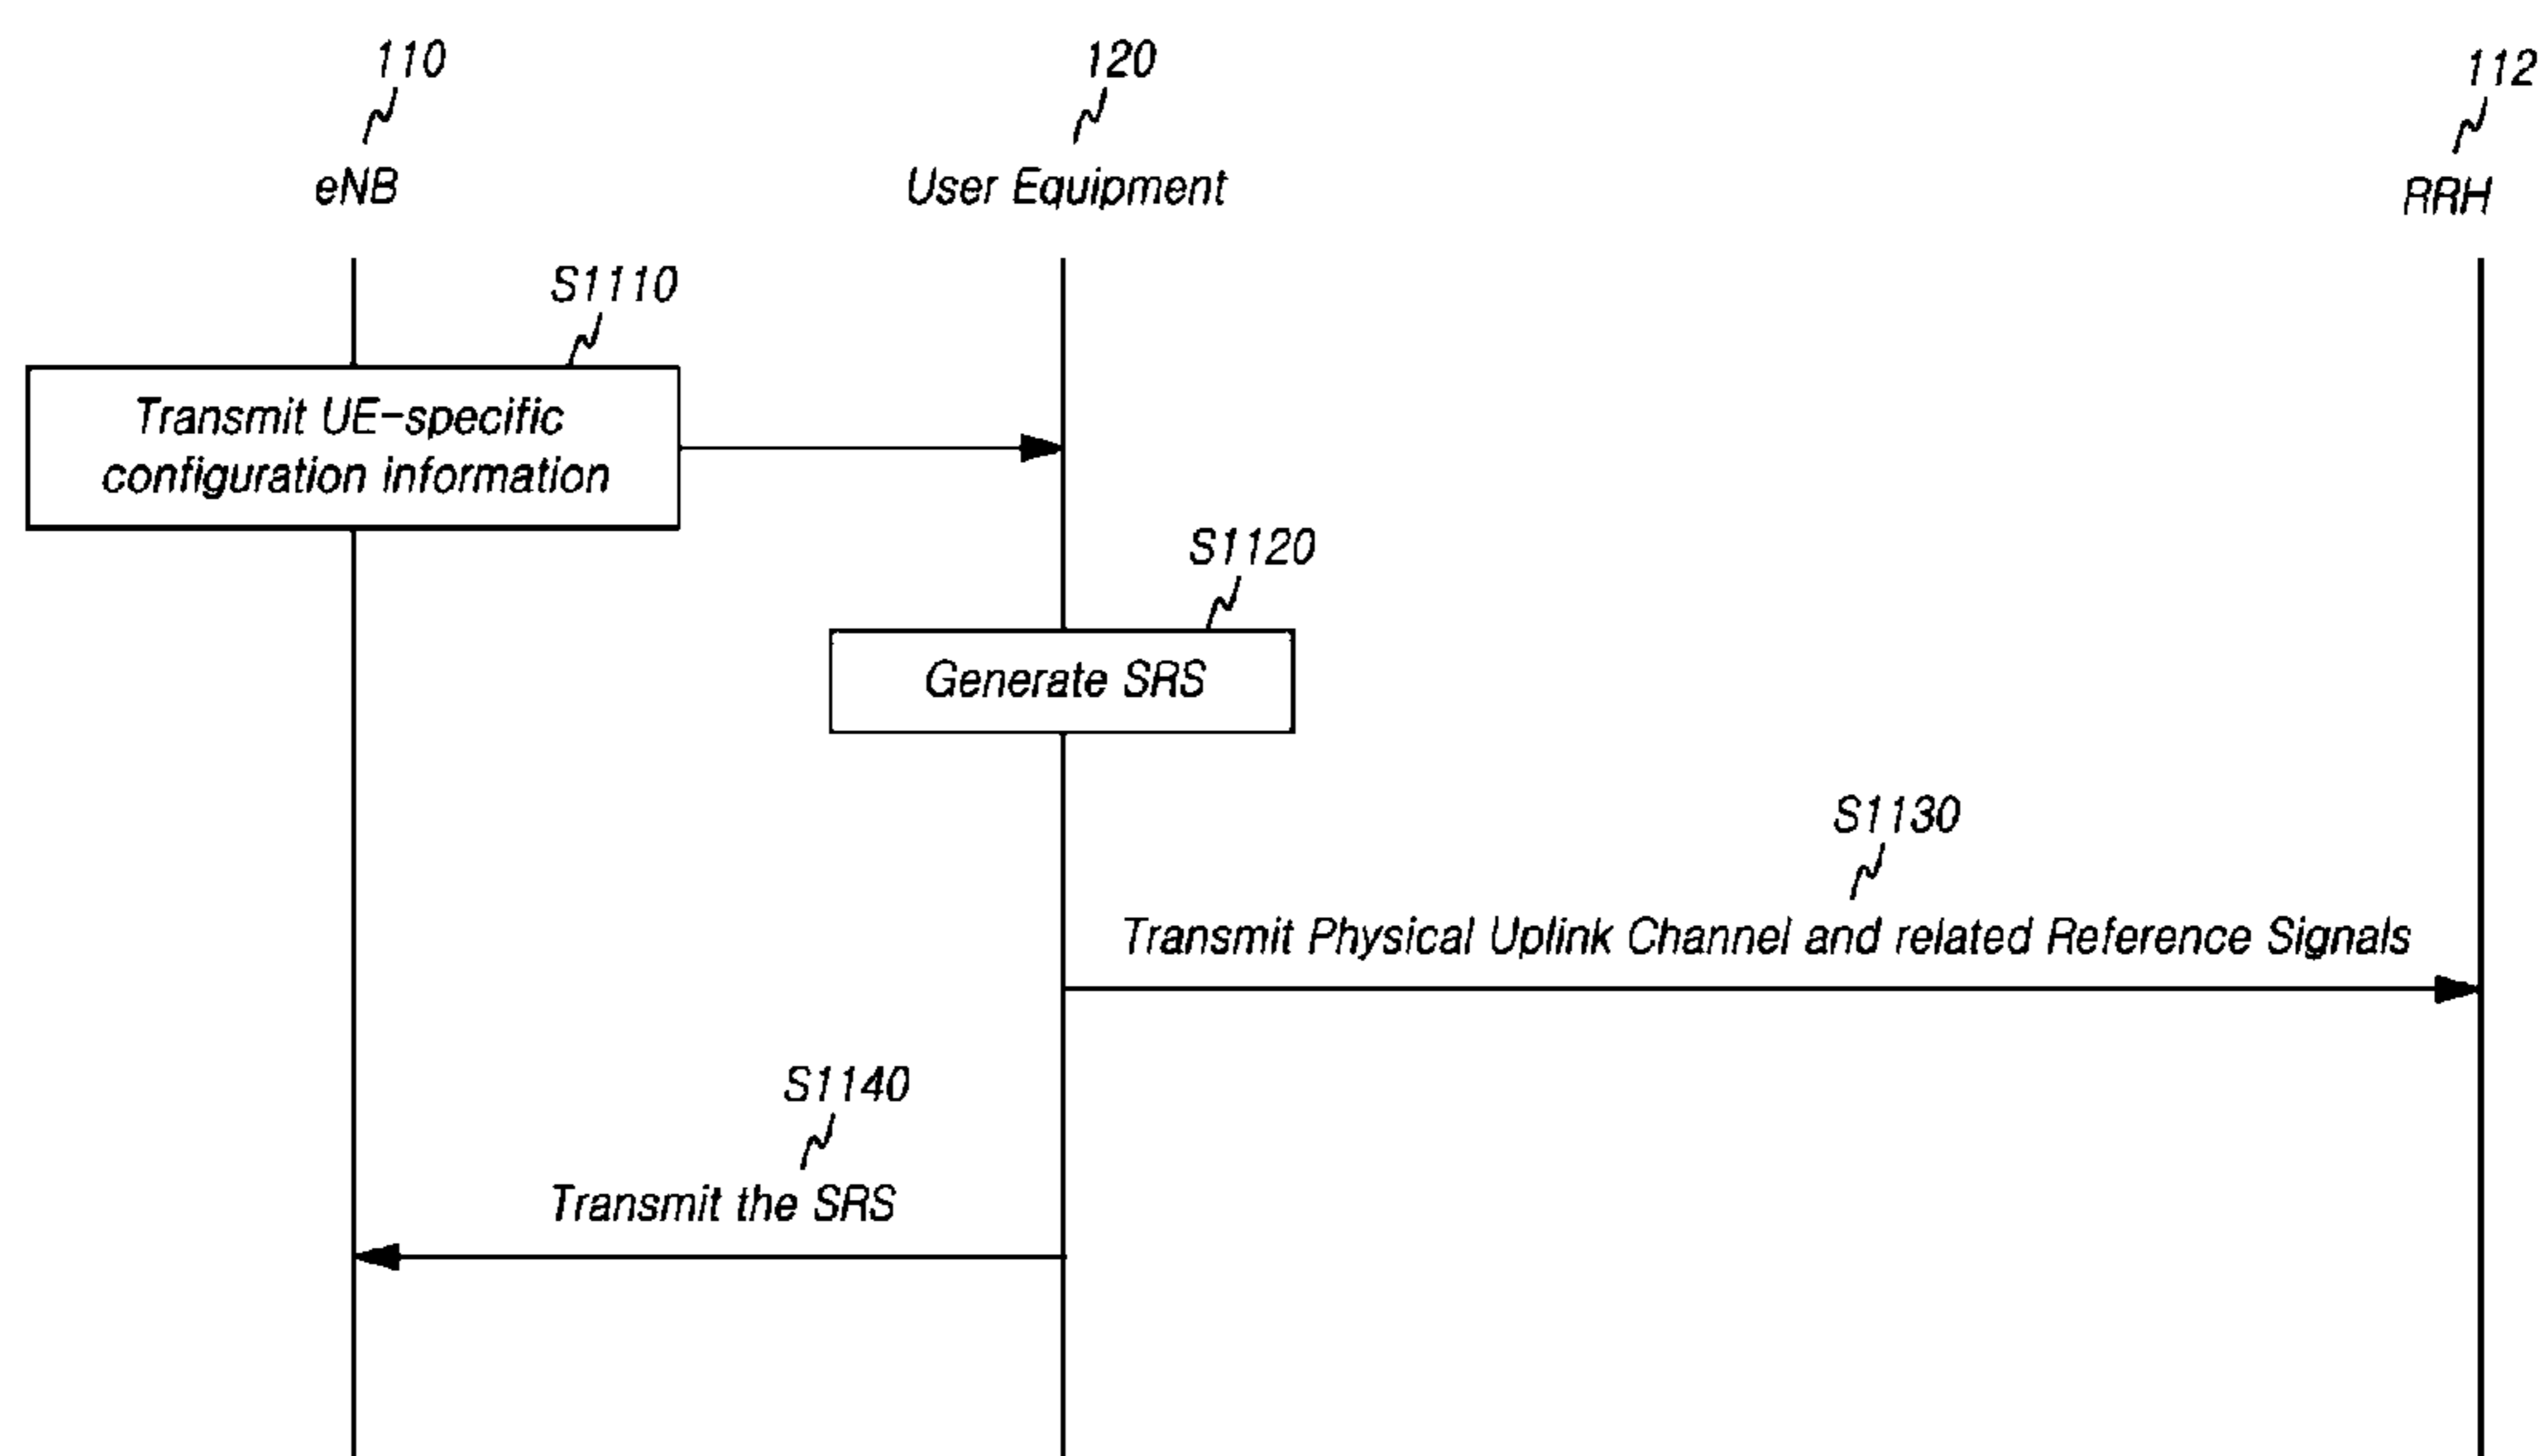 110
120
112
eNB
User Equipment
RRH
S1110
Transmit UE-specific
configuration information
S1120
Generate SRS
S1130
Transmit Physical Uplink Channel and related Reference Signals
S1140
Transmit the SRS